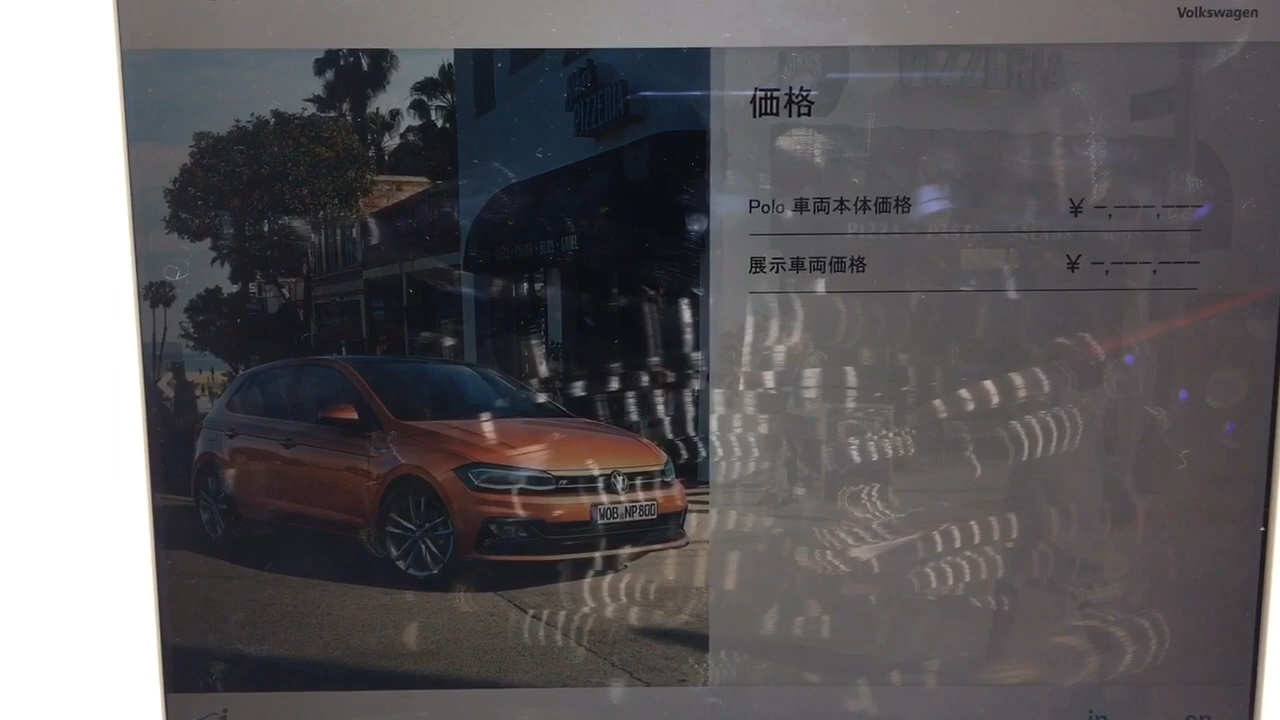 Volkswagen
PIZZERIA
価格
Polo 車両本体価格 ¥ –,–––,–––
展示車両価格 ¥ –,–––,–––
WOB NP 800